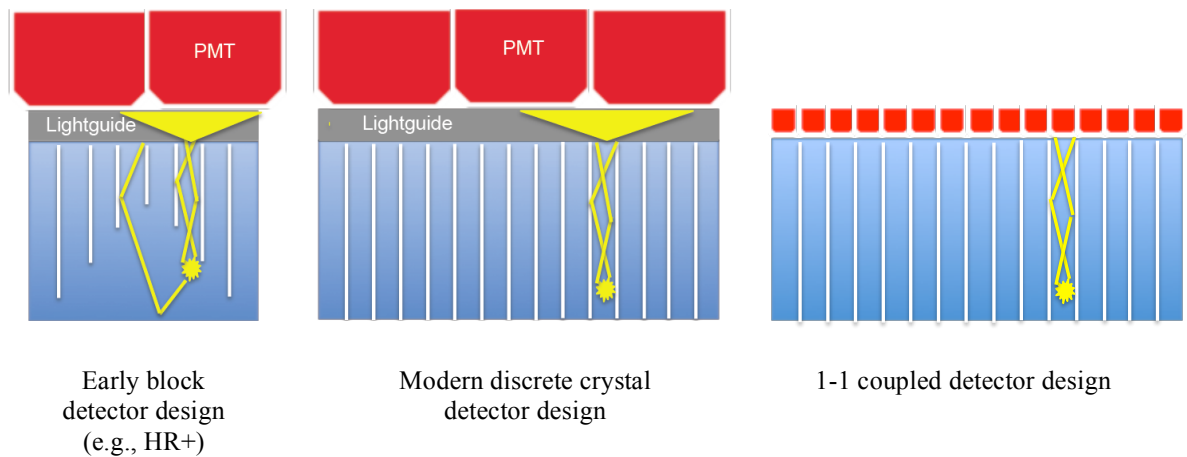 PMT
PMT
Lightguide
Lightguide
Early block
detector design
(e.g., HR+)
Modern discrete crystal
detector design
1-1 coupled detector design